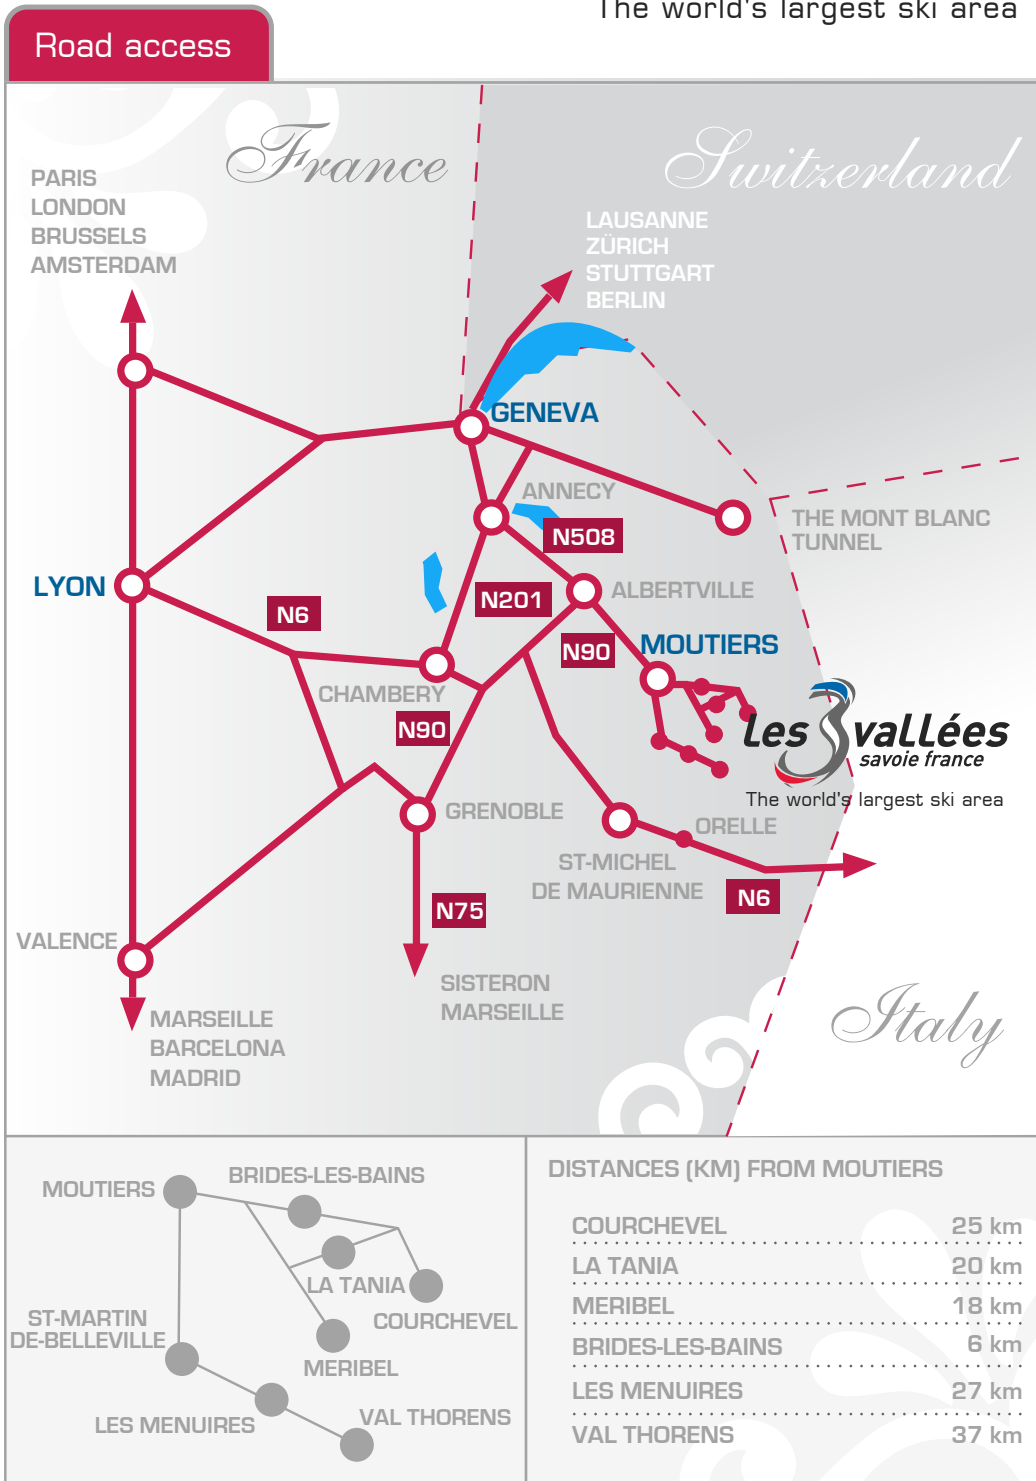 The world's largest ski area
Road access
France
Switzerland
PARIS
LONDON
BRUSSELS
AMSTERDAM
LAUSANNE
ZÜRICH
STUTTGART
BERLIN
GENEVA
ANNECY
THE MONT BLANC
TUNNEL
N508
LYON
N201
ALBERTVILLE
N6
N90
MOUTIERS
CHAMBERY
N90
Les 3 vallées
savoie france
The world's largest ski area
GRENOBLE
ORELLE
ST-MICHEL
DE MAURIENNE
N6
N75
VALENCE
SISTERON
MARSEILLE
Italy
MARSEILLE
BARCELONA
MADRID
MOUTIERS
BRIDES-LES-BAINS
LA TANIA
COURCHEVEL
ST-MARTIN
DE-BELLEVILLE
MERIBEL
LES MENUIRES
VAL THORENS
DISTANCES (KM) FROM MOUTIERS
COURCHEVEL 25 km
LA TANIA 20 km
MERIBEL 18 km
BRIDES-LES-BAINS 6 km
LES MENUIRES 27 km
VAL THORENS 37 km